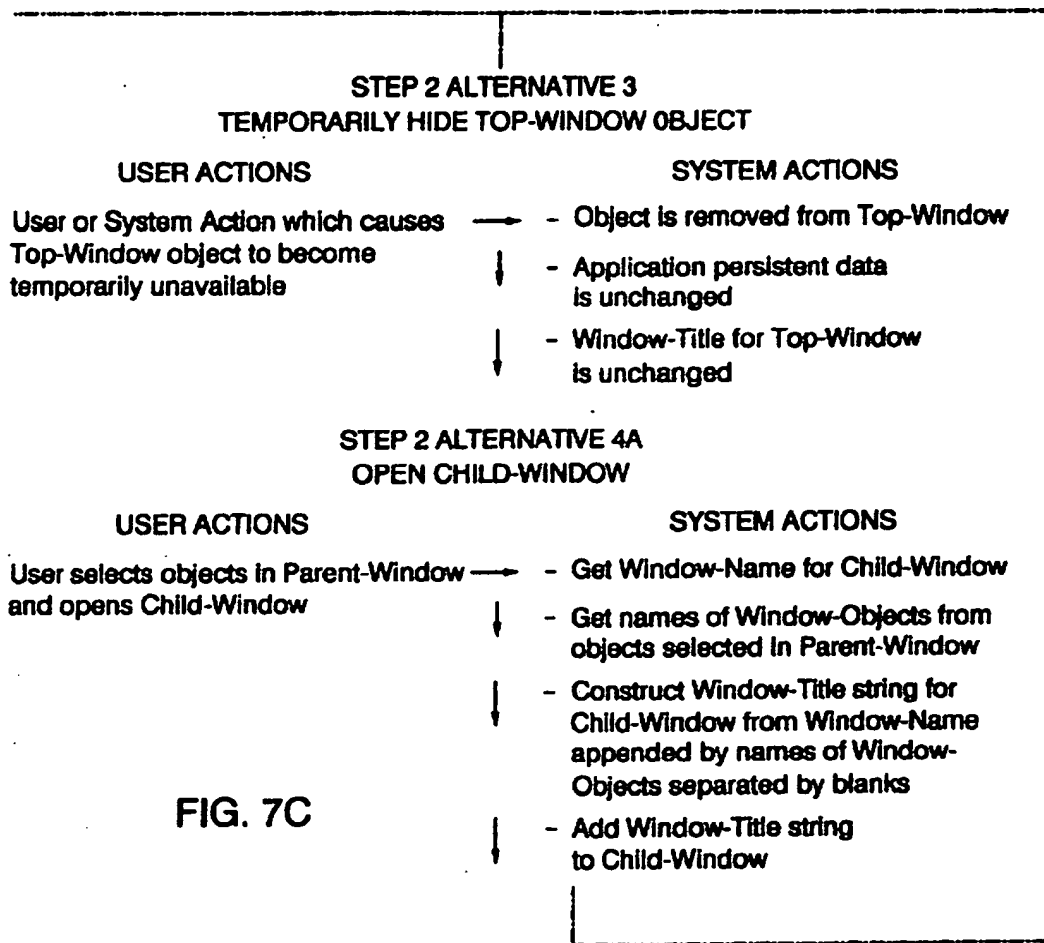 STEP 2 ALTERNATIVE 3
TEMPORARILY HIDE TOP-WINDOW OBJECT
USER ACTIONS
User or System Action which causes
Top-Window object to become
temporarily unavailable
SYSTEM ACTIONS
- Object is removed from Top-Window
- Application persistent data
is unchanged
- Window-Title for Top-Window
is unchanged
STEP 2 ALTERNATIVE 4A
OPEN CHILD-WINDOW
USER ACTIONS
User selects objects in Parent-Window
and opens Child-Window
SYSTEM ACTIONS
- Get Window-Name for Child-Window
- Get names of Window-Objects from
objects selected in Parent-Window
- Construct Window-Title string for
Child-Window from Window-Name
appended by names of Window-
Objects separated by blanks
- Add Window-Title string
to Child-Window
FIG. 7C